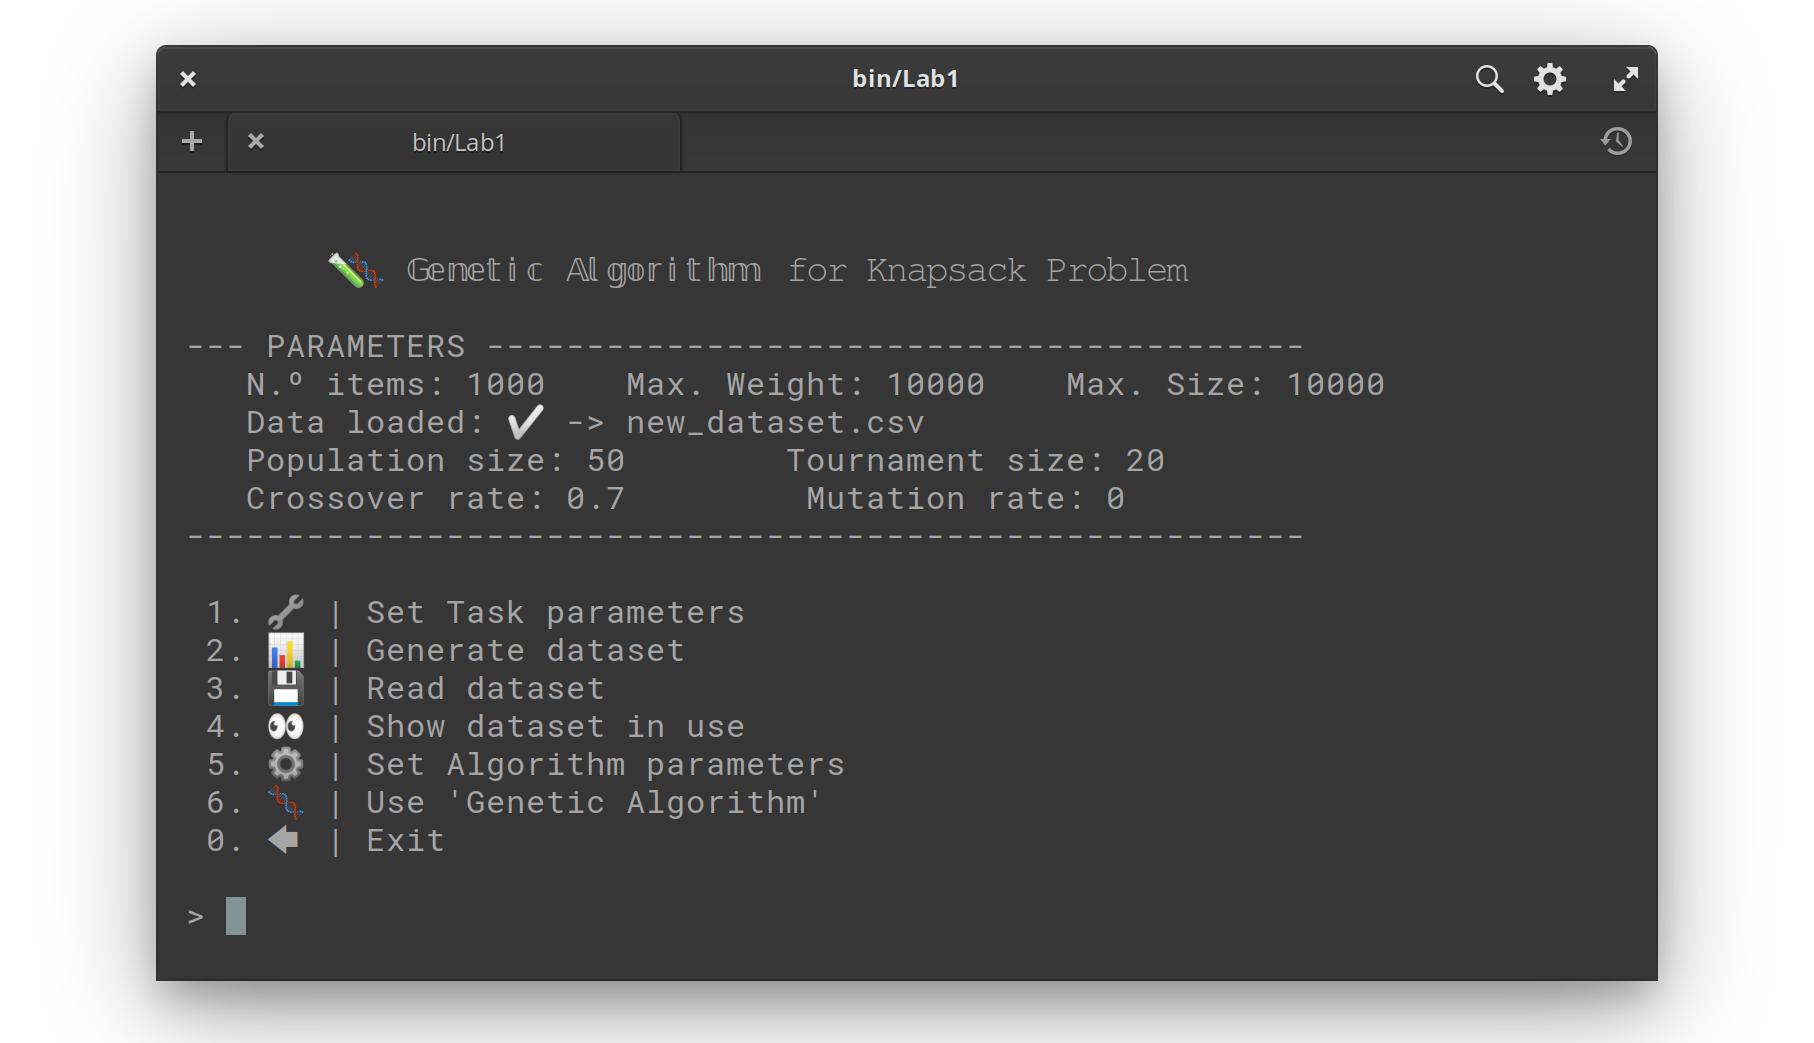 bin/Lab1
bin/Lab1
Genetic Algorithm for Knapsack Problem
--- PARAMETERS -----------------------------------------
N.º items: 1000    Max. Weight: 10000    Max. Size: 10000
Data loaded: ✔ -> new_dataset.csv
Population size: 50        Tournament size: 20
Crossover rate: 0.7         Mutation rate: 0
--------------------------------------------------------
1. 🔧 | Set Task parameters
2. 📊 | Generate dataset
3. 💾 | Read dataset
4. 👀 | Show dataset in use
5. ⚙ | Set Algorithm parameters
6. 🧬 | Use 'Genetic Algorithm'
0. 🡄 | Exit
>